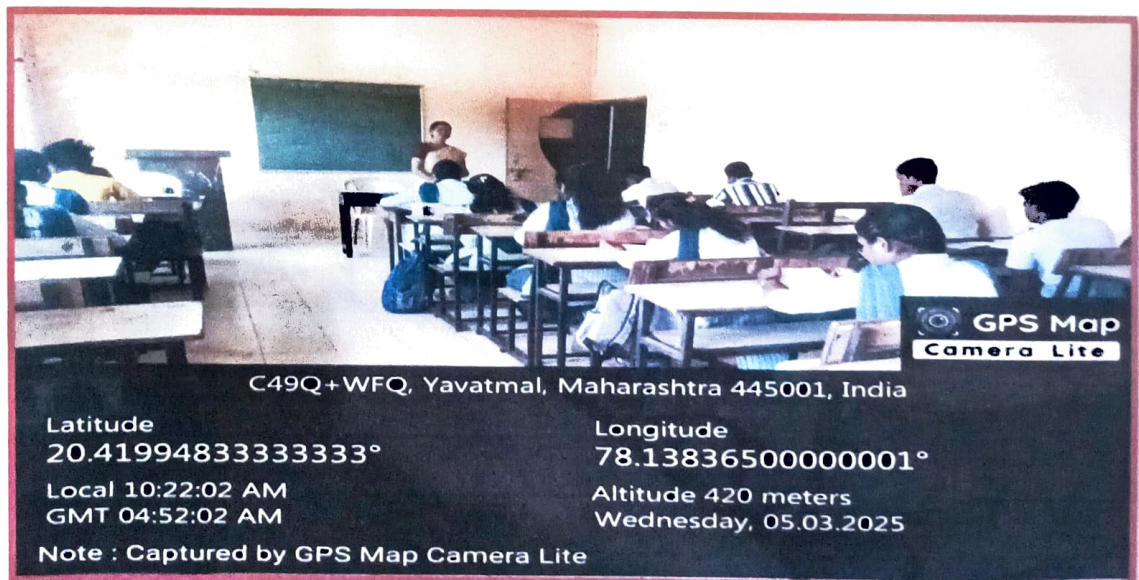 GPS Map
Camera Lite
C49Q+WFQ, Yavatmal, Maharashtra 445001, India
Latitude
20.41994833333333°
Longitude
78.13836500000001°
Local 10:22:02 AM
GMT 04:52:02 AM
Altitude 420 meters
Wednesday, 05.03.2025
Note : Captured by GPS Map Camera Lite